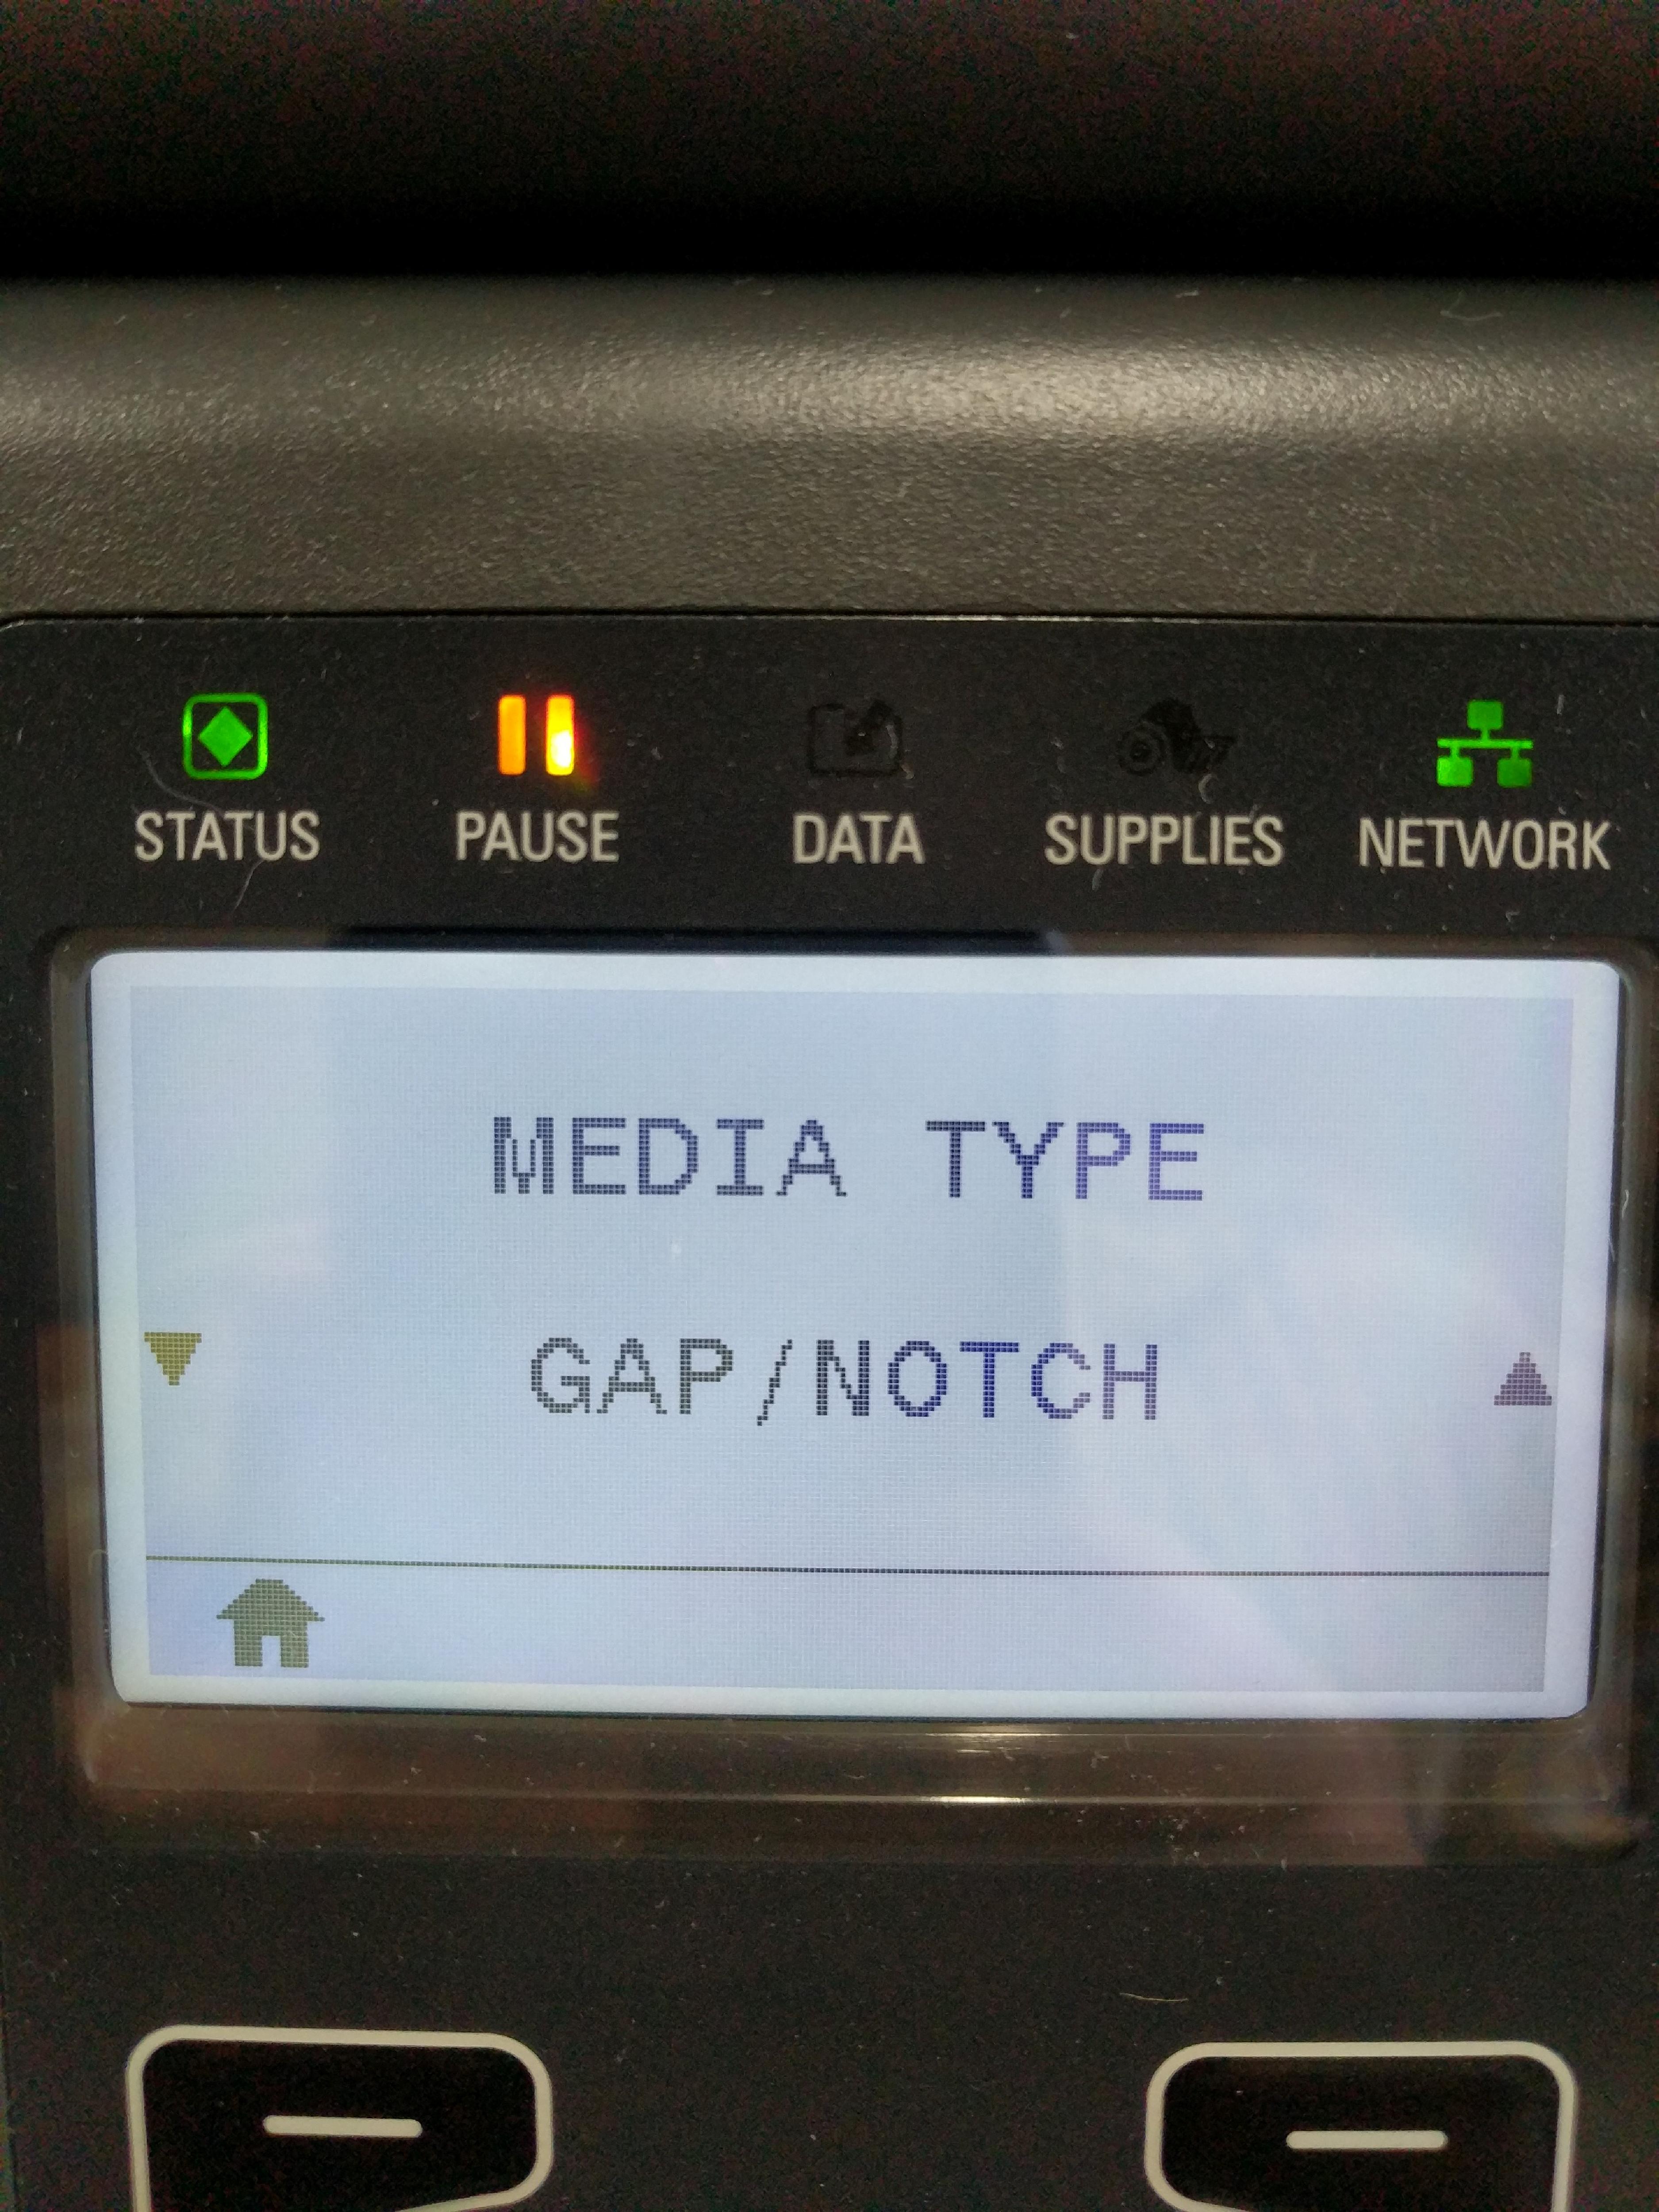 STATUS PAUSE DATA SUPPLIES NETWORK
MEDIA TYPE
GAP/NOTCH